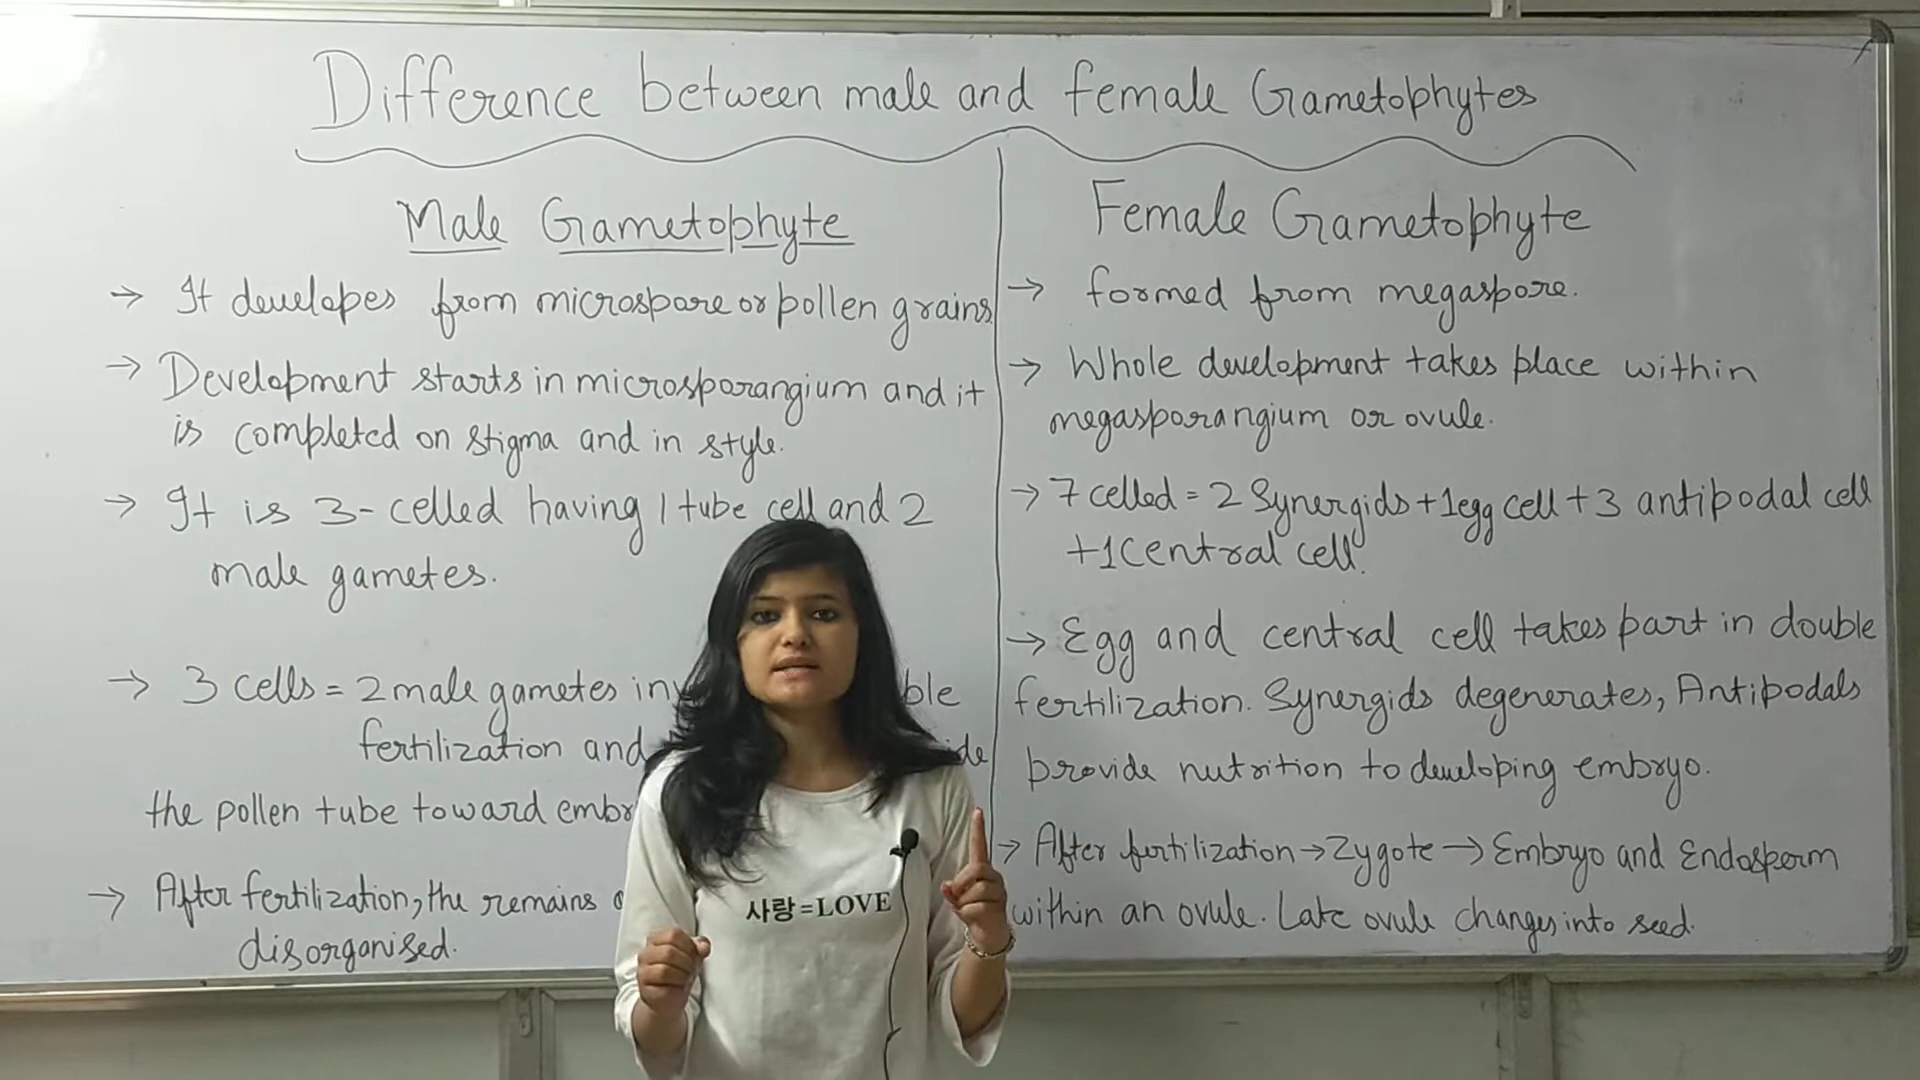 Difference between male and female Gametophytes
Male Gametophyte
→ It developes from microspore or pollen grains
→ Development starts in microsporangium and it
is completed on stigma and in style.
→ It is 3-celled having 1 tube cell and 2
male gametes.
→ 3 cells = 2 male gametes
fertilization and
the pollen tube toward
→ After fertilization, the remains
disorganised.
Female Gametophyte
→ formed from megaspore.
→ Whole development takes place within
megasporangium or ovule.
→ 7 celled = 2 Synergids + 1 egg cell + 3 antipodal cell
+ 1 central cell.
→ Egg and central cell takes part in double
fertilization. Synergids degenerates, Antipodals
provide nutrition to developing embryo.
→ After fertilization → Zygote → Embryo and Endosperm
within an ovule. Late ovule changes into seed.
사랑=LOVE